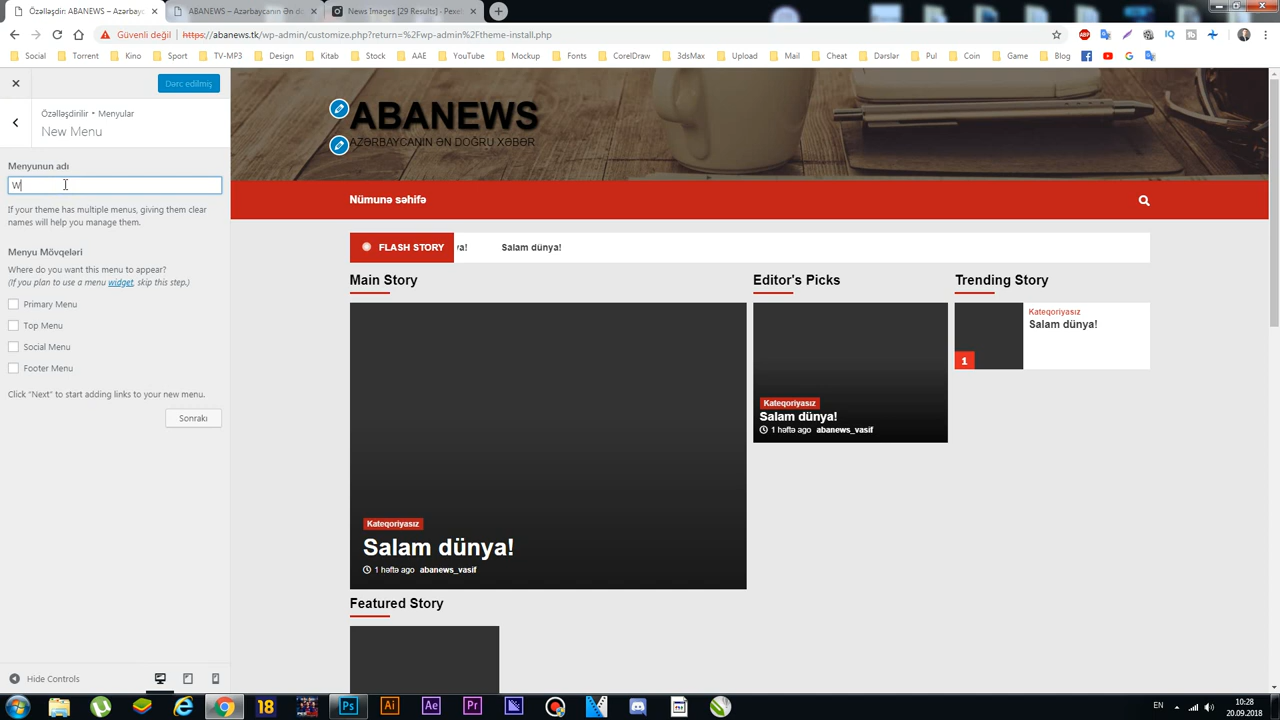 Özəlləşdir: ABANEWS – Azərbayc
ABANEWS – Azərbaycanın Ən do
News Images [29 Results] - Pexel
Güvənli değil
https://abanews.tk/wp-admin/customize.php?return=%2Fwp-admin%2Ftheme-install.php
Social Torrent Kino Sport TV-MP3 Design Kitab Stock AAE YouTube Mockup Fonts CorelDraw 3dsMax Upload Mail Cheat Dərslər Pul Coin Game Blog
Dərc edilmiş
Özəlləşdirilir • Menyular
New Menu
Menyunun adı
W
If your theme has multiple menus, giving them clear
names will help you manage them.
Menyu Mövqeləri
Where do you want this menu to appear?
(If you plan to use a menu widget, skip this step.)
Primary Menu
Top Menu
Social Menu
Footer Menu
Click “Next” to start adding links to your new menu.
Sonrakı
Hide Controls
ABANEWS
AZƏRBAYCANIN ƏN DOĞRU XƏBƏR
Nümunə səhifə
FLASH STORY
ya!
Salam dünya!
Main Story
Kateqoriyasız
Salam dünya!
1 həftə ago abanews_vasif
Featured Story
Editor's Picks
Kateqoriyasız
Salam dünya!
1 həftə ago abanews_vasif
Trending Story
Kateqoriyasız
Salam dünya!
1
18
Ps
Ai
Ae
Pr
EN
10:28
20.09.2018